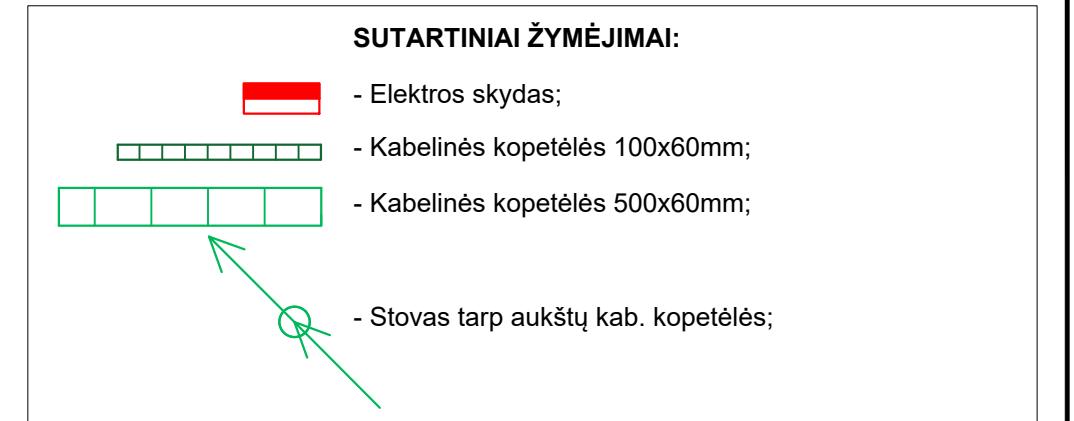 SUTARTINIAI ŽYMĖJIMAI:
- Elektros skydas;
- Kabelinės kopetėlės 100x60mm;
- Kabelinės kopetėlės 500x60mm;
- Stovas tarp aukštų kab. kopetėlės;